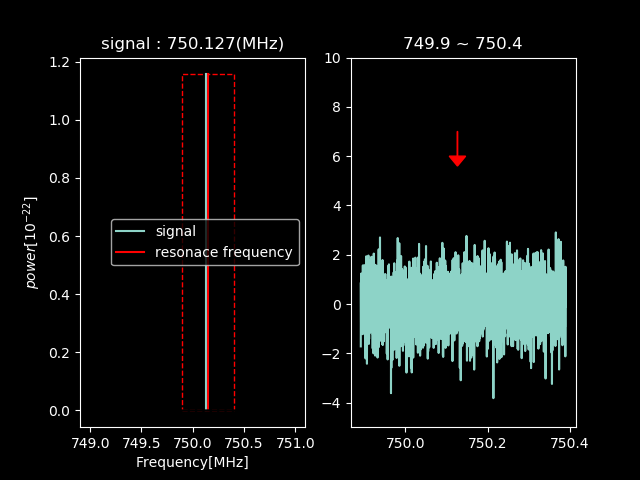 signal : 750.127(MHz)
1.2
1.0
0.8
0.6
0.4
0.2
0.0
power[10⁻²²]
signal
resonace frequency
749.0 749.5 750.0 750.5 751.0
Frequency[MHz]
749.9 ~ 750.4
10
8
6
4
2
0
−2
−4
750.0 750.2 750.4